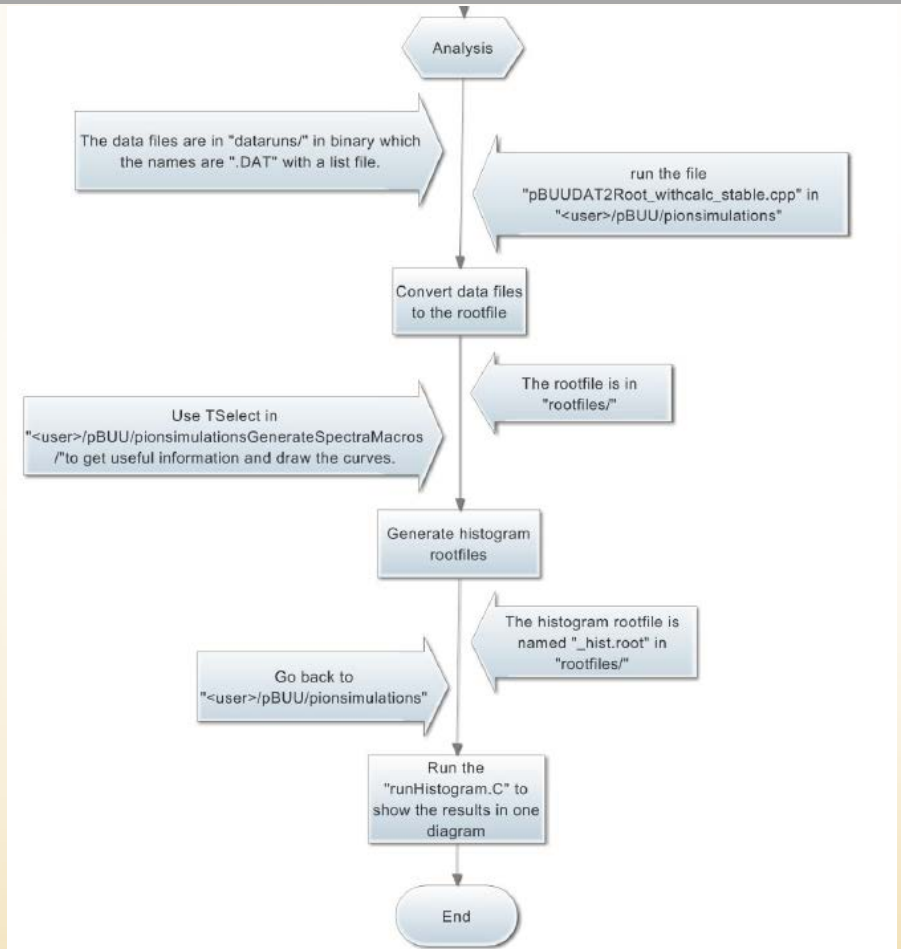 Analysis
The data files are in "dataruns/" in binary which
the names are ".DAT" with a list file.
run the file
"pBUUDAT2Root_withcalc_stable.cpp" in
"<user>/pBUU/pionsimulations"
Convert data files
to the rootfile
The rootfile is in
"rootfiles/"
Use TSelect in
"<user>/pBUU/pionsimulationsGenerateSpectraMacros
/"to get useful information and draw the curves.
Generate histogram
rootfiles
The histogram rootfile is
named "_hist.root" in
"rootfiles/"
Go back to
"<user>/pBUU/pionsimulations"
Run the
"runHistogram.C" to
show the results in one
diagram
End